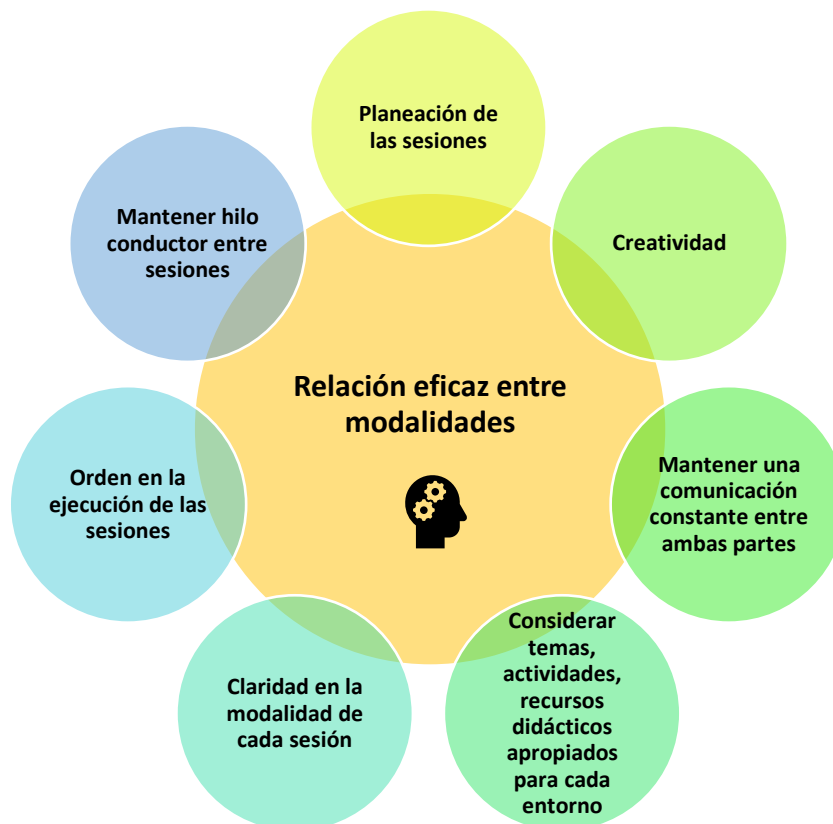 Planeación de
las sesiones
Creatividad
Mantener una
comunicación
constante entre
ambas partes
Considerar
temas,
actividades,
recursos
didácticos
apropiados
para cada
entorno
Claridad en la
modalidad de
cada sesión
Orden en la
ejecución de las
sesiones
Mantener hilo
conductor entre
sesiones
Relación eficaz entre
modalidades